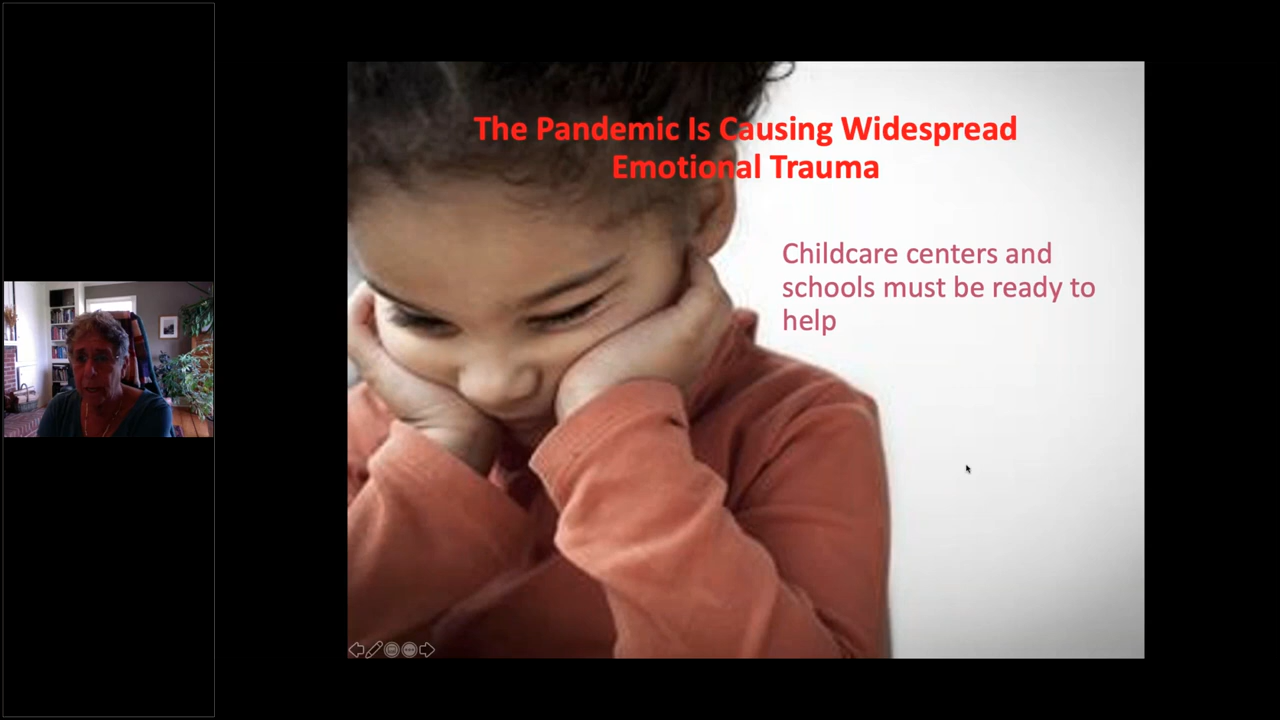 The Pandemic Is Causing Widespread
Emotional Trauma
Childcare centers and
schools must be ready to
help